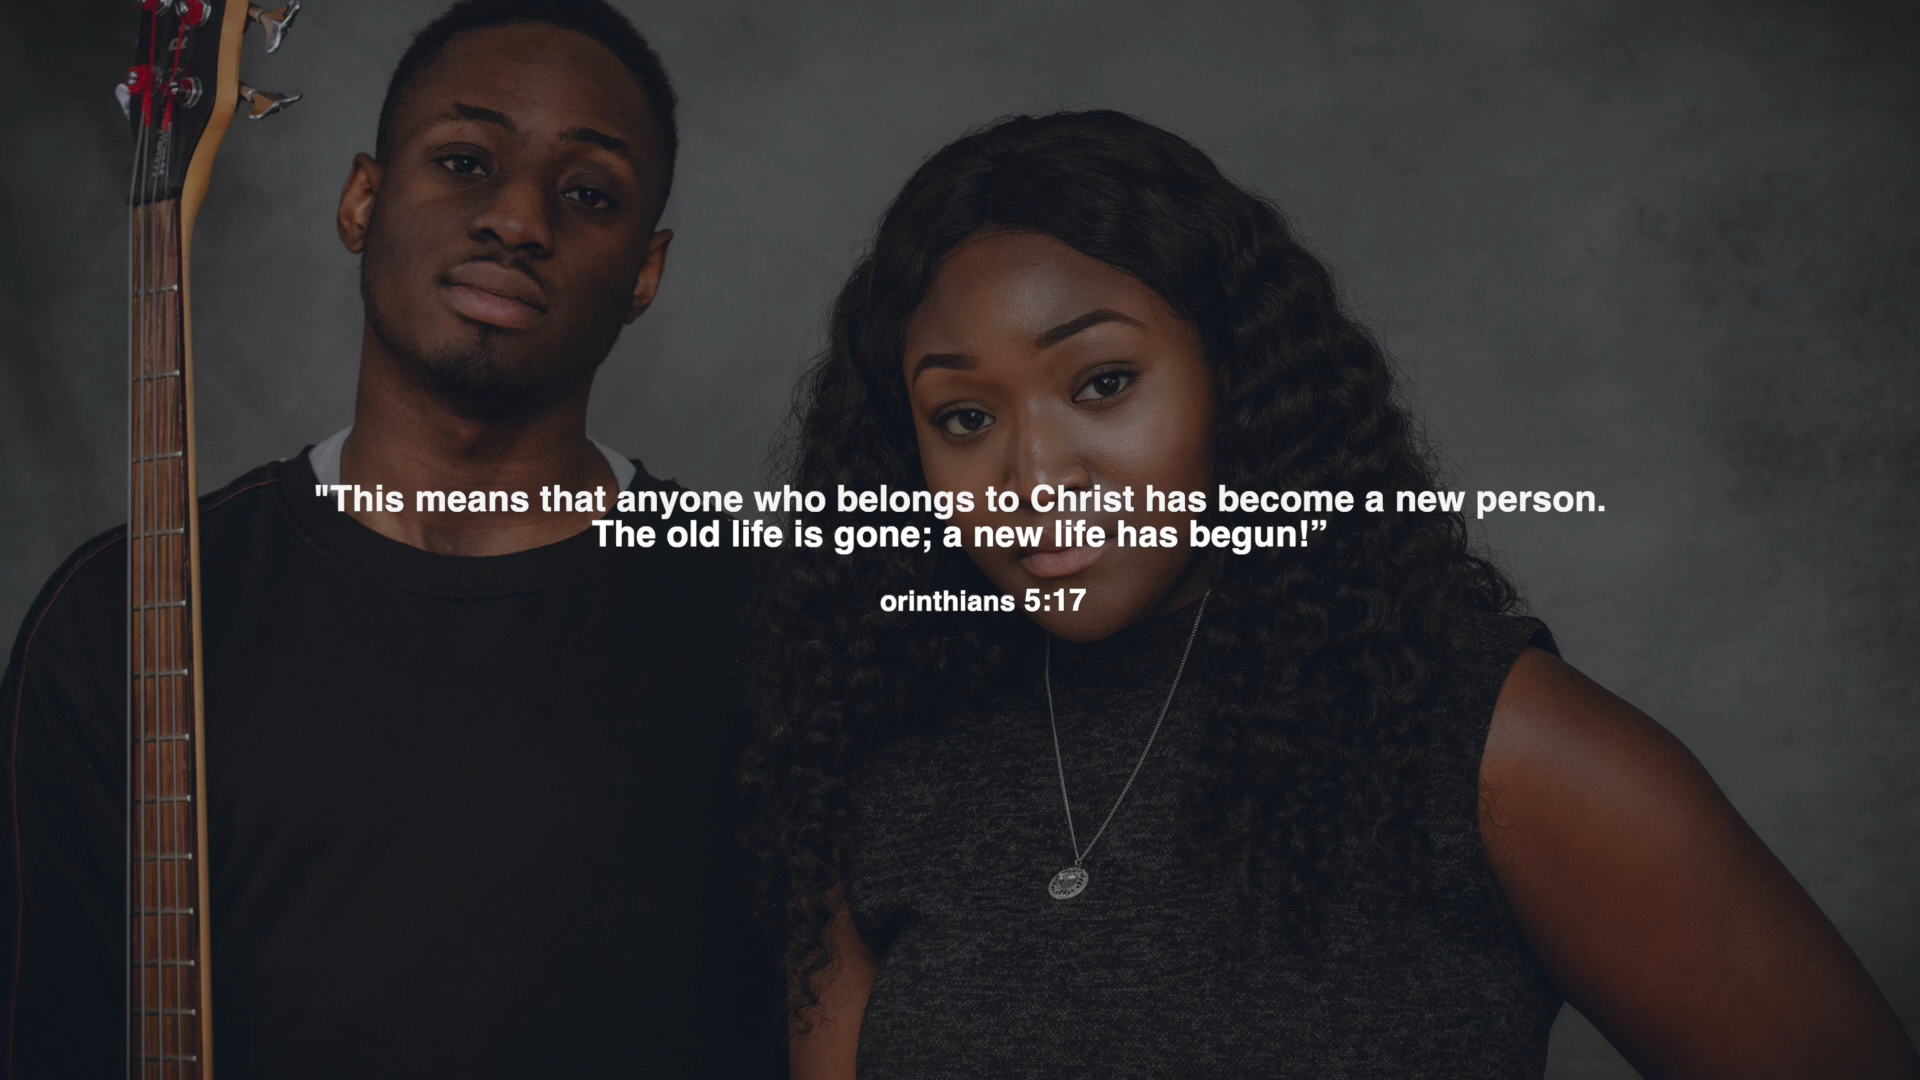 "This means that anyone who belongs to Christ has become a new person.
The old life is gone; a new life has begun!”
orinthians 5:17